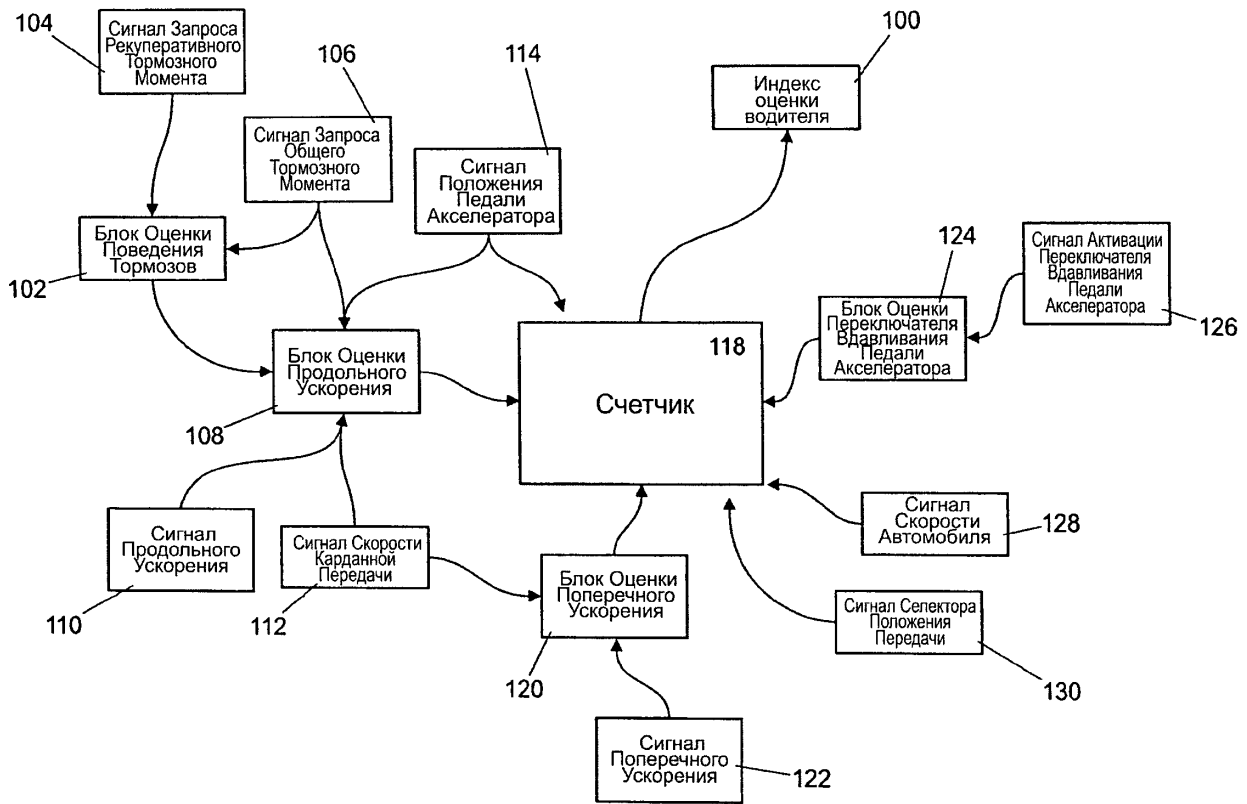 104
Сигнал Запроса
Рекуперативного
Тормозного
Момента
106
Сигнал Запроса
Общего
Тормозного
Момента
114
Сигнал
Положения
Педали
Акселератора
100
Индекс
оценки
водителя
Блок Оценки
Поведения
Тормозов
102
124
Блок Оценки
Переключателя
Вдавливания
Педали
Акселератора
Сигнал Активации
Переключателя
Вдавливания
Педали
Акселератора
126
Блок Оценки
Продольного
Ускорения
108
118
Счетчик
Сигнал
Продольного
Ускорения
110
Сигнал Скорости
Карданной
Передачи
112
Блок Оценки
Поперечного
Ускорения
120
Сигнал
Скорости
Автомобиля
128
Сигнал Селектора
Положения
Передачи
130
Сигнал
Поперечного
Ускорения
122